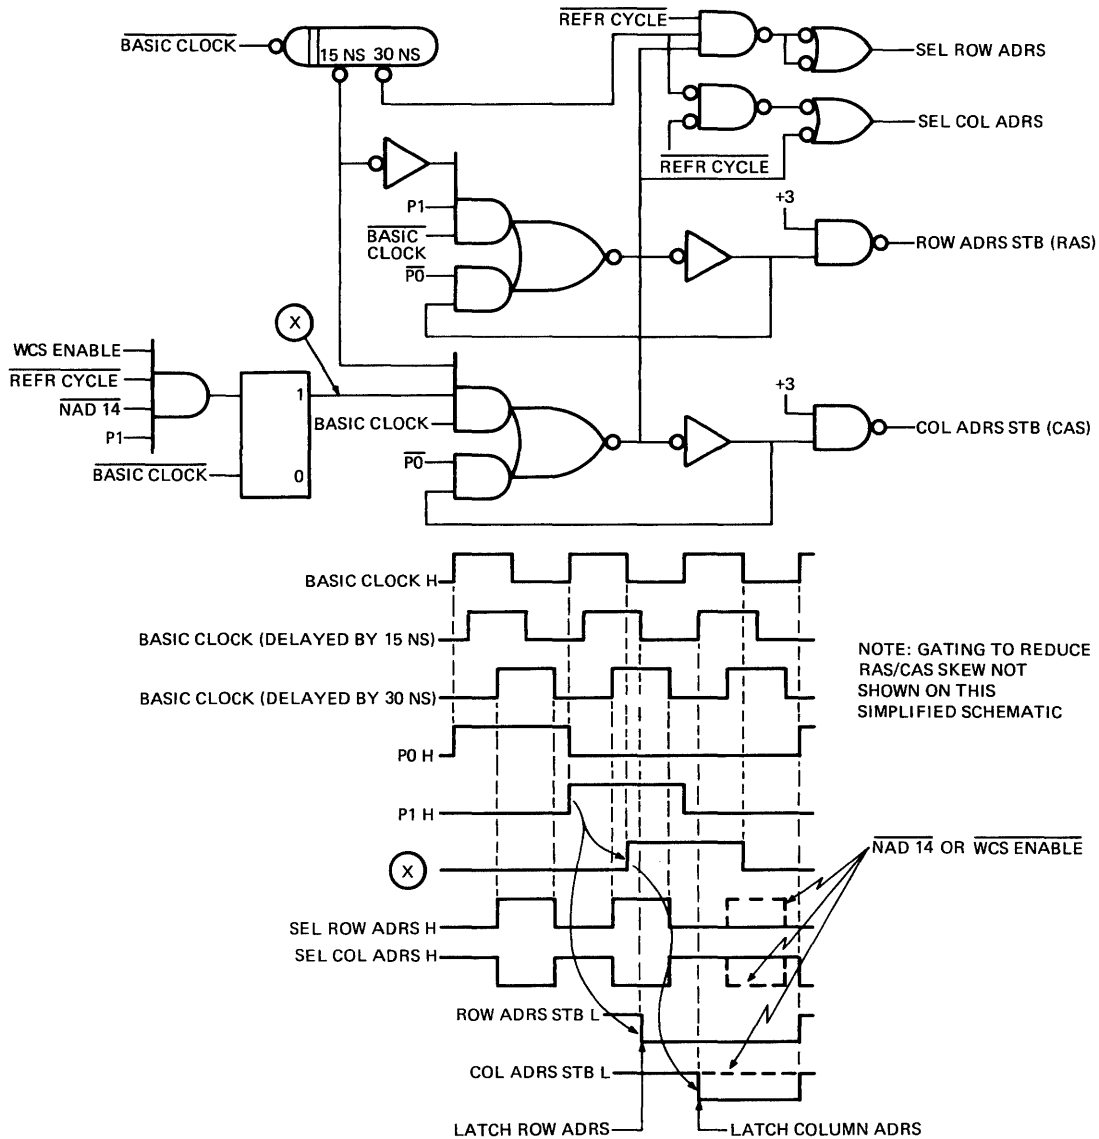 REFR CYCLE
BASIC CLOCK
15 NS 30 NS
SEL ROW ADRS
SEL COL ADRS
REFR CYCLE
+3
P1
BASIC
CLOCK
P0
ROW ADRS STB (RAS)
X
WCS ENABLE
REFR CYCLE
NAD 14
P1
BASIC CLOCK
1
0
BASIC CLOCK
P0
+3
COL ADRS STB (CAS)
BASIC CLOCK H
BASIC CLOCK (DELAYED BY 15 NS)
BASIC CLOCK (DELAYED BY 30 NS)
P0 H
P1 H
X
SEL ROW ADRS H
SEL COL ADRS H
ROW ADRS STB L
COL ADRS STB L
LATCH ROW ADRS
LATCH COLUMN ADRS
NOTE: GATING TO REDUCE
RAS/CAS SKEW NOT
SHOWN ON THIS
SIMPLIFIED SCHEMATIC
NAD 14 OR WCS ENABLE